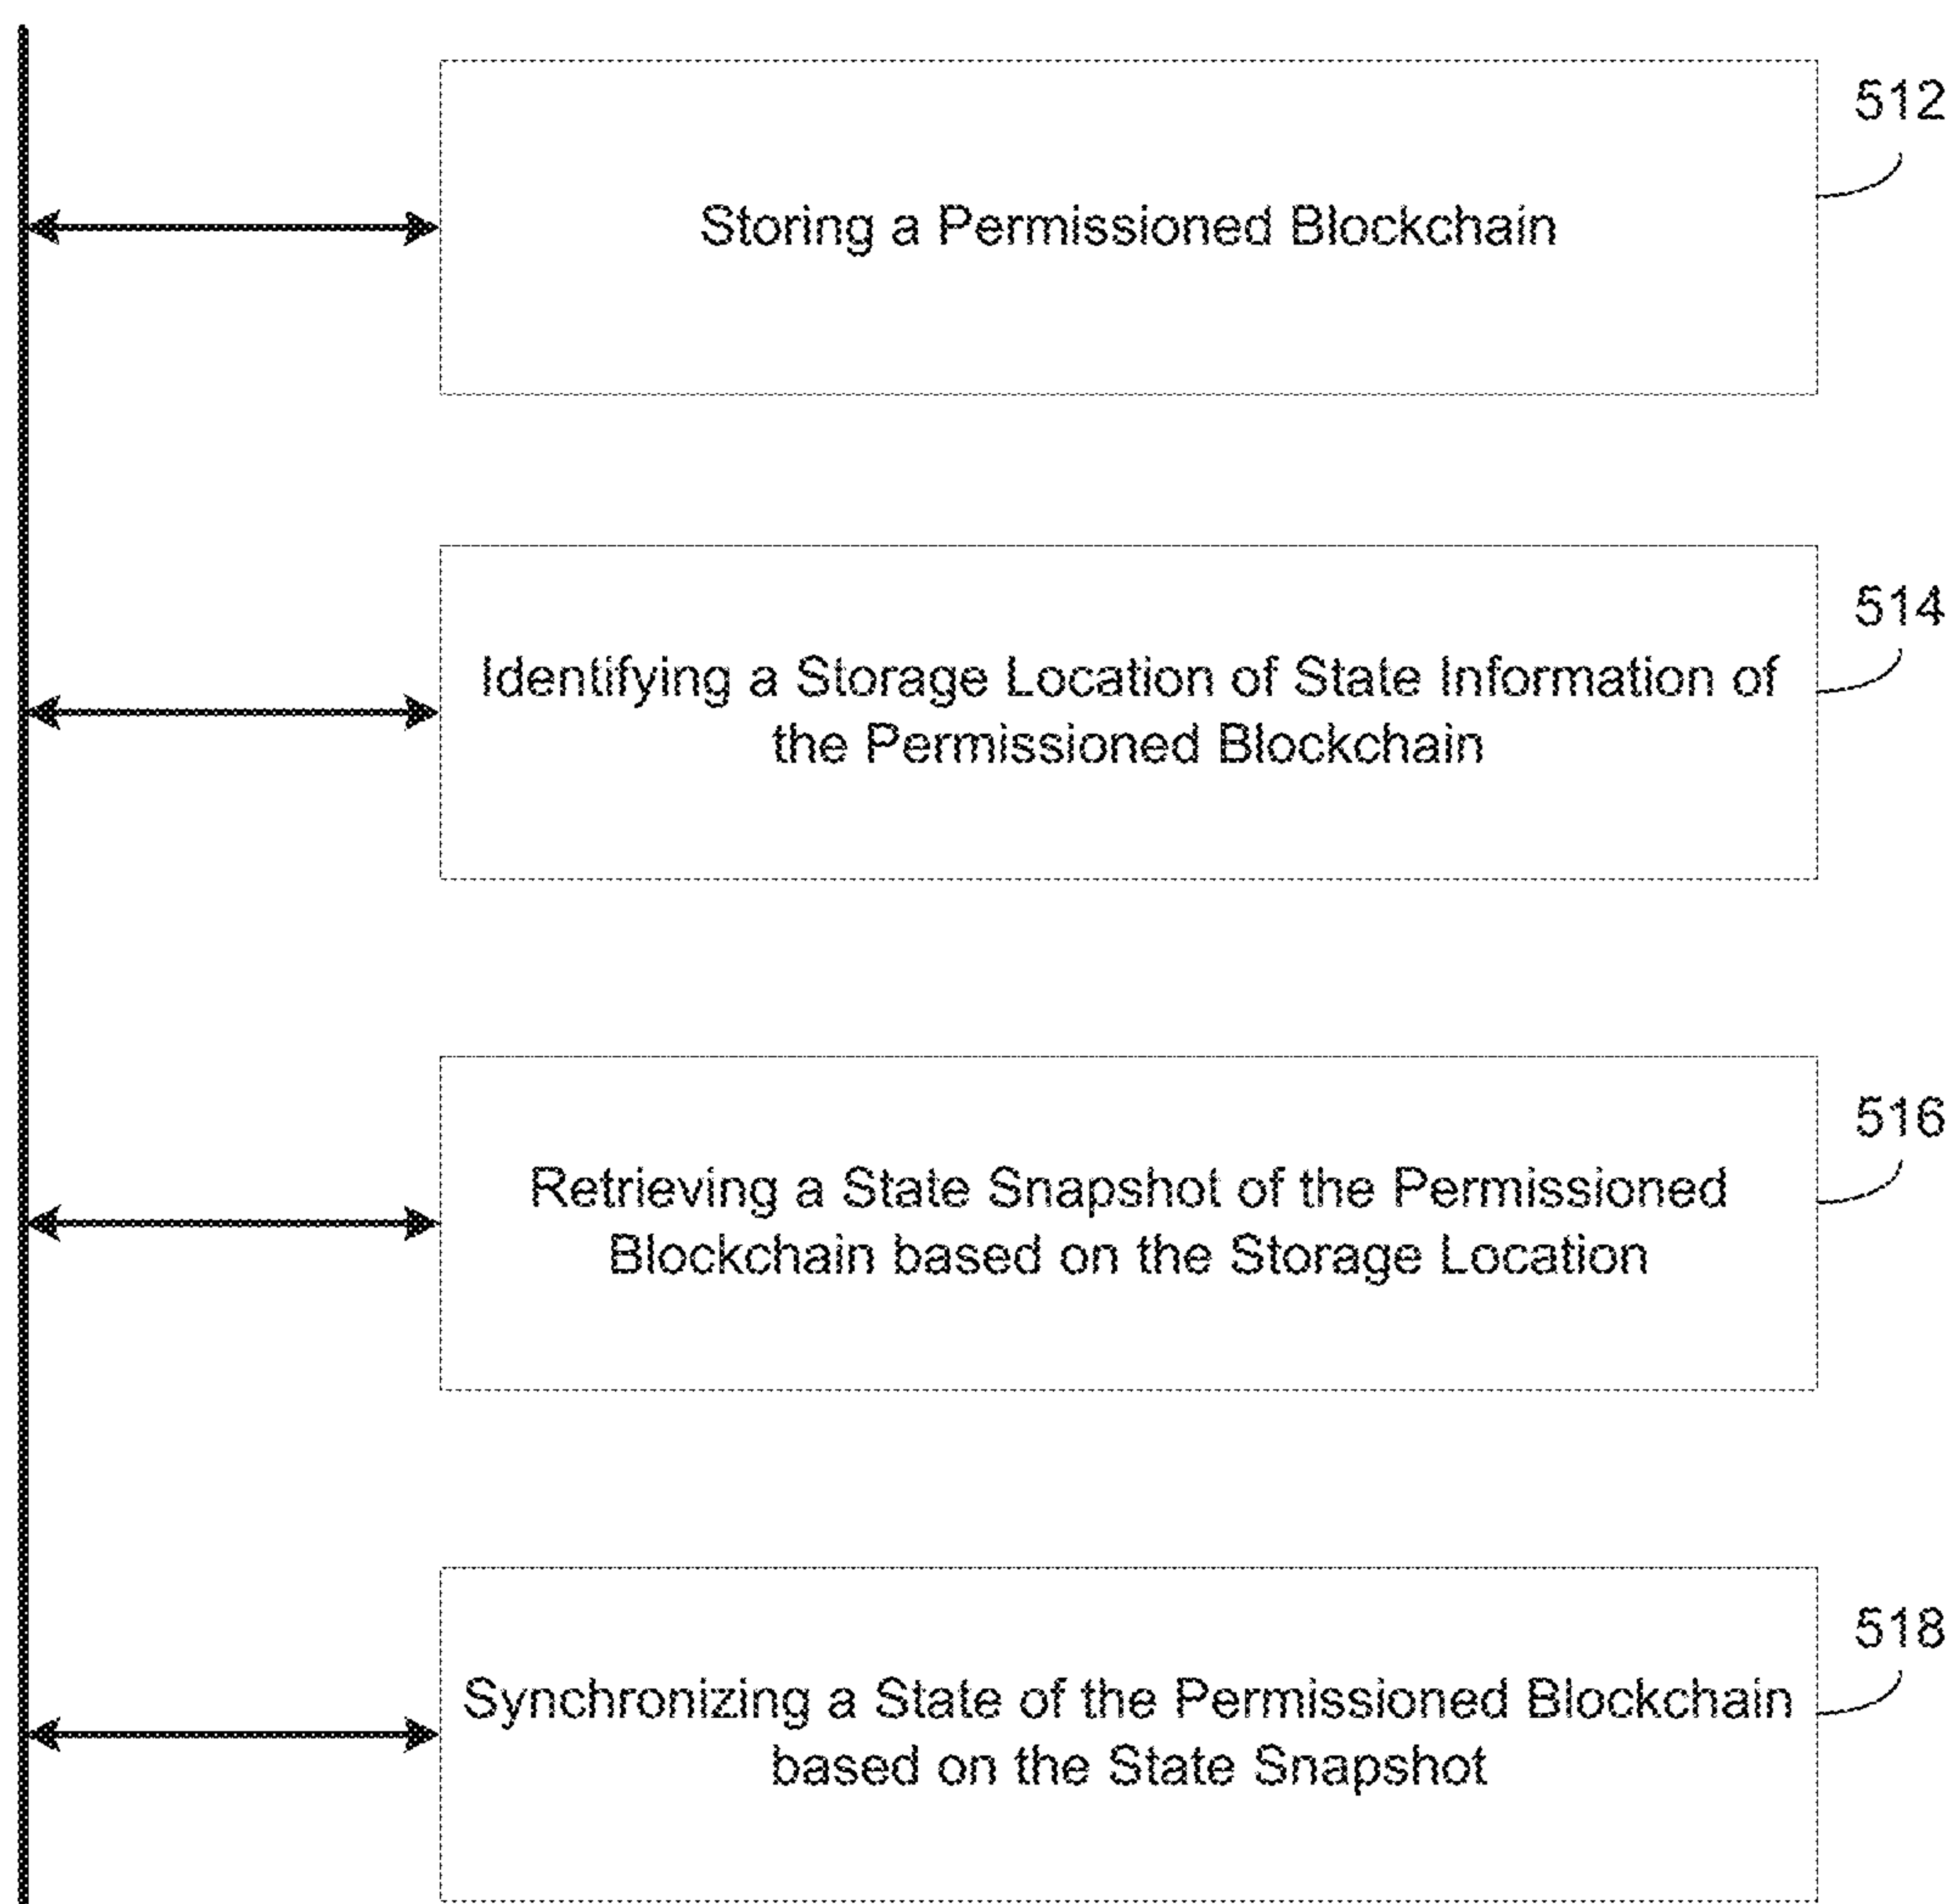 512
Storing a Permissioned Blockchain
514
Identifying a Storage Location of State Information of
the Permissioned Blockchain
516
Retrieving a State Snapshot of the Permissioned
Blockchain based on the Storage Location
518
Synchronizing a State of the Permissioned Blockchain
based on the State Snapshot